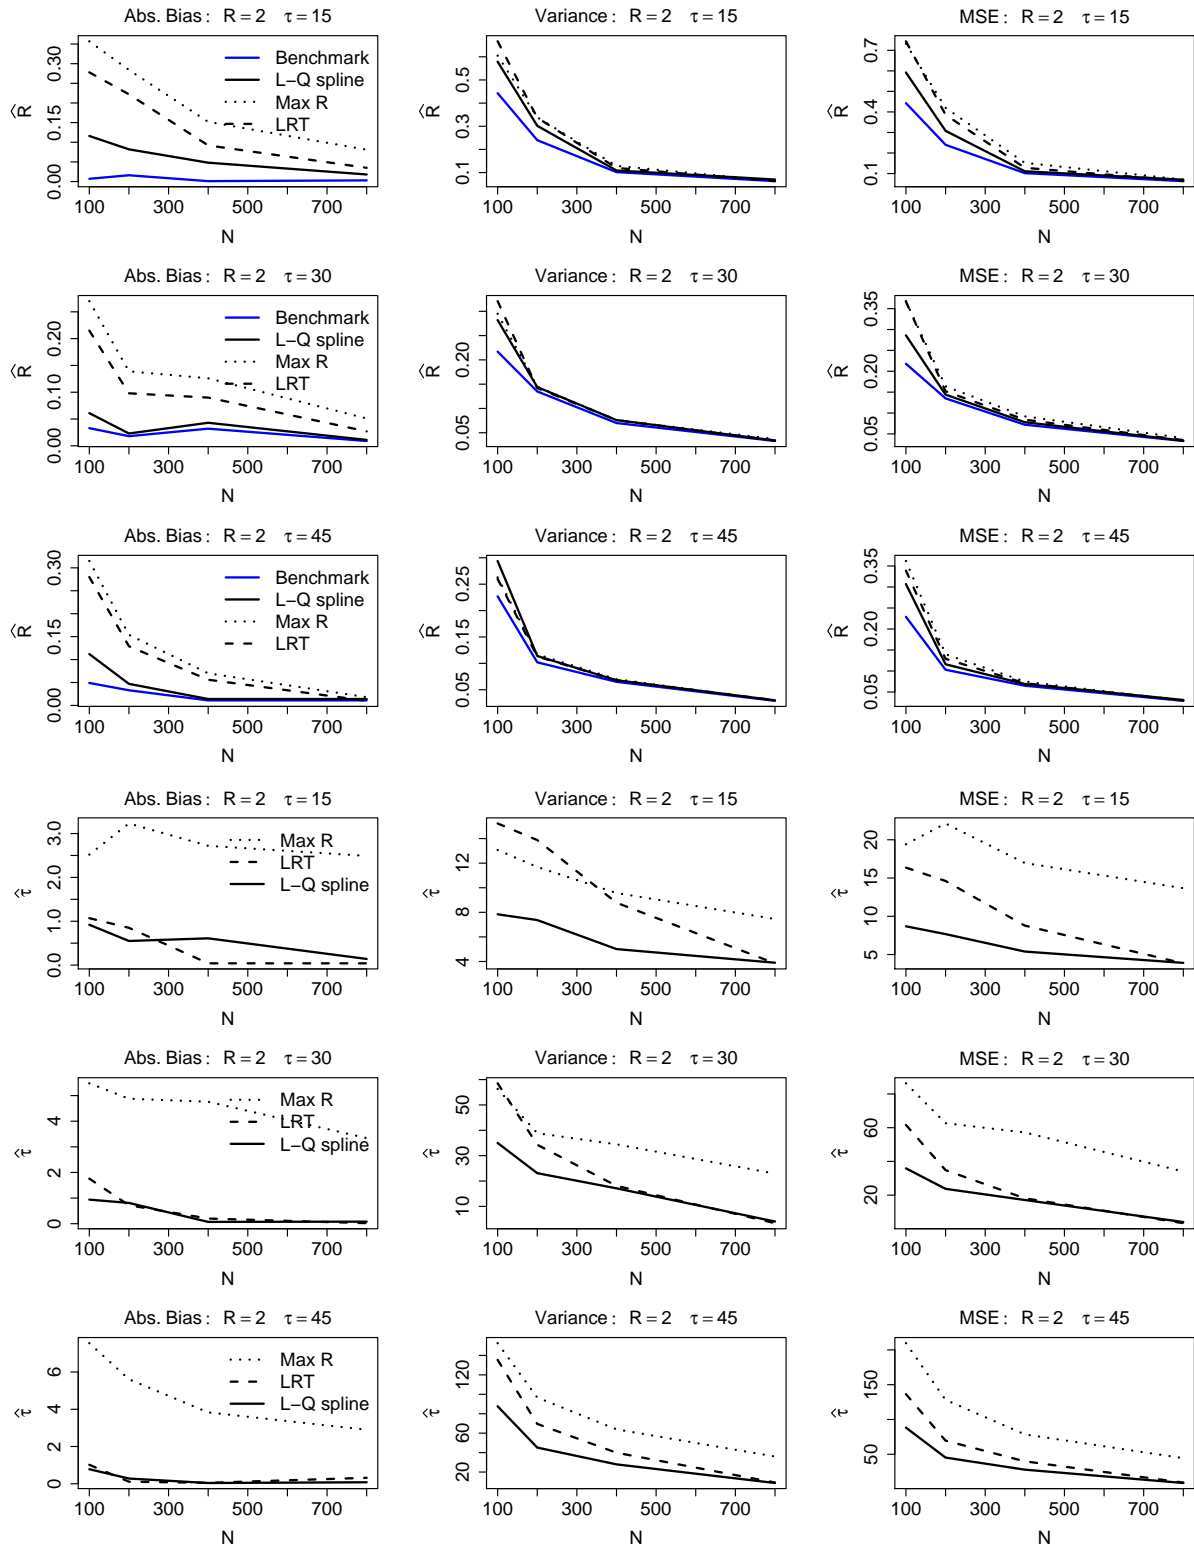 Abs. Bias : R = 2 τ = 15
R̂
0.00 0.15 0.30
Benchmark
L−Q spline
Max R
LRT
100 300 500 700
N
Variance : R = 2 τ = 15
R̂
0.1 0.3 0.5
100 300 500 700
N
MSE : R = 2 τ = 15
R̂
0.1 0.4 0.7
100 300 500 700
N
Abs. Bias : R = 2 τ = 30
R̂
0.00 0.10 0.20
Benchmark
L−Q spline
Max R
LRT
100 300 500 700
N
Variance : R = 2 τ = 30
R̂
0.05 0.20
100 300 500 700
N
MSE : R = 2 τ = 30
R̂
0.05 0.20 0.35
100 300 500 700
N
Abs. Bias : R = 2 τ = 45
R̂
0.00 0.15 0.30
Benchmark
L−Q spline
Max R
LRT
100 300 500 700
N
Variance : R = 2 τ = 45
R̂
0.05 0.15 0.25
100 300 500 700
N
MSE : R = 2 τ = 45
R̂
0.05 0.20 0.35
100 300 500 700
N
Abs. Bias : R = 2 τ = 15
τ̂
0.0 1.0 2.0 3.0
Max R
LRT
L−Q spline
100 300 500 700
N
Variance : R = 2 τ = 15
τ̂
4 8 12
100 300 500 700
N
MSE : R = 2 τ = 15
τ̂
5 10 15 20
100 300 500 700
N
Abs. Bias : R = 2 τ = 30
τ̂
0 2 4
Max R
LRT
L−Q spline
100 300 500 700
N
Variance : R = 2 τ = 30
τ̂
10 30 50
100 300 500 700
N
MSE : R = 2 τ = 30
τ̂
20 60
100 300 500 700
N
Abs. Bias : R = 2 τ = 45
τ̂
0 2 4 6
Max R
LRT
L−Q spline
100 300 500 700
N
Variance : R = 2 τ = 45
τ̂
20 60 120
100 300 500 700
N
MSE : R = 2 τ = 45
τ̂
50 150
100 300 500 700
N